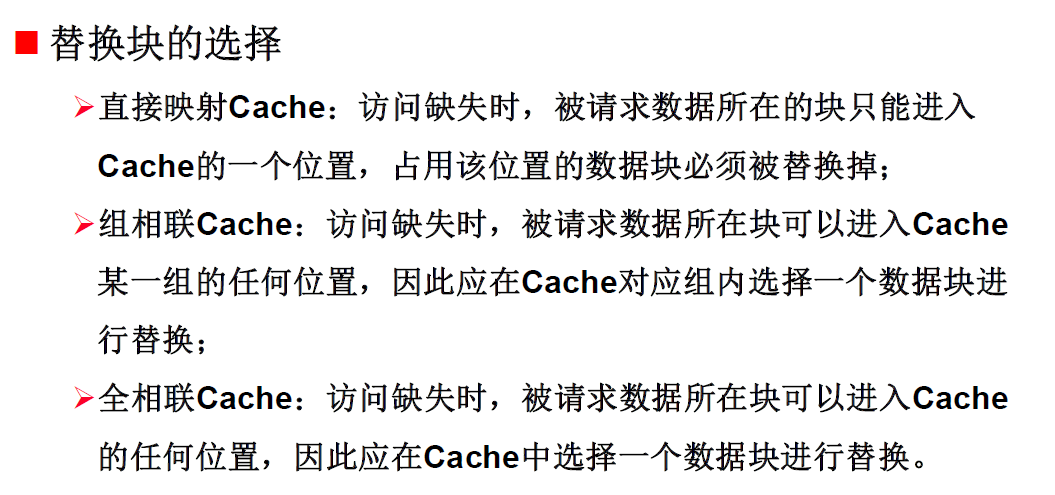 替换块的选择
直接映射Cache：访问缺失时，被请求数据所在的块只能进入
Cache的一个位置，占用该位置的数据块必须被替换掉；
组相联Cache：访问缺失时，被请求数据所在块可以进入Cache
某一组的任何位置，因此应在Cache对应组内选择一个数据块进
行替换；
全相联Cache：访问缺失时，被请求数据所在块可以进入Cache
的任何位置，因此应在Cache中选择一个数据块进行替换。